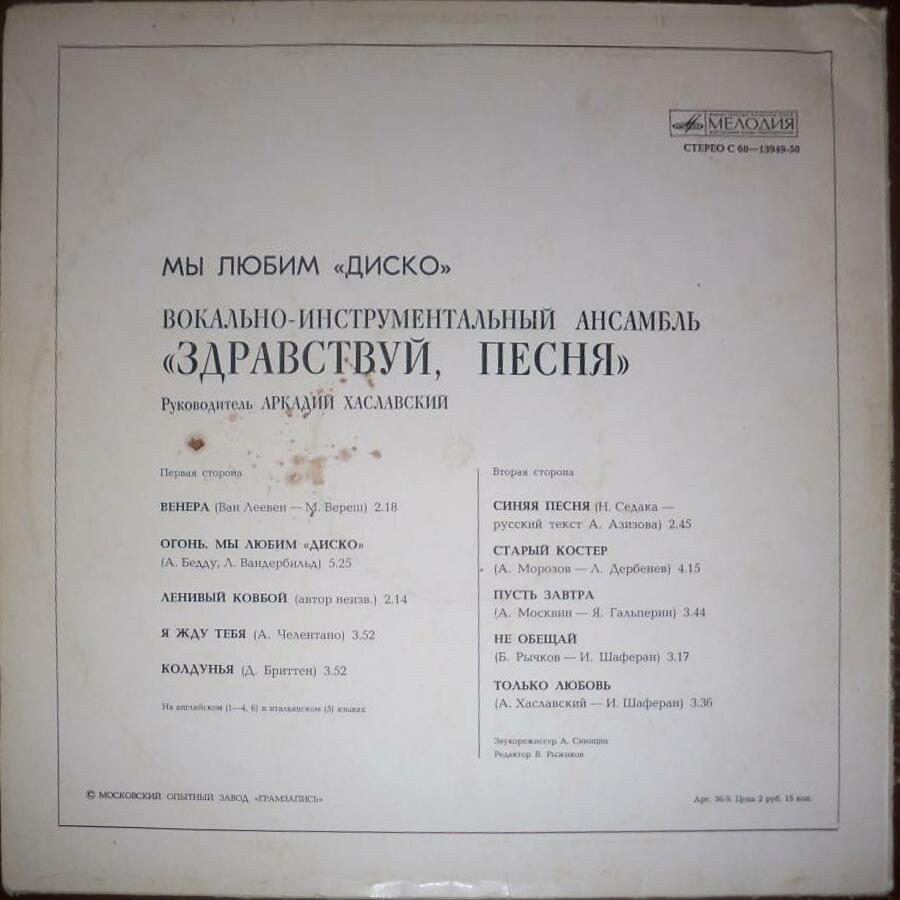 МЕЛОДИЯ
СТЕРЕО С 60—13949-50
МЫ ЛЮБИМ «ДИСКО»
ВОКАЛЬНО-ИНСТРУМЕНТАЛЬНЫЙ АНСАМБЛЬ
«ЗДРАВСТВУЙ, ПЕСНЯ»
Руководитель АРКАДИЙ ХАСЛАВСКИЙ
Первая сторона
ВЕНЕРА (Ван Леевен — М. Вереш) 2.18
ОГОНЬ. МЫ ЛЮБИМ «ДИСКО»
(А. Бедду, Л. Вандербильд) 5.25
ЛЕНИВЫЙ КОВБОЙ (автор неизв.) 2.14
Я ЖДУ ТЕБЯ (А. Челентано) 3.52
КОЛДУНЬЯ (Д. Бриттен) 3.52
На английском (1—4, 6) и итальянском (5) языках
Вторая сторона
СИНЯЯ ПЕСНЯ (Н. Седака —
русский текст А. Азизова) 2.45
СТАРЫЙ КОСТЕР
(А. Морозов — Л. Дербенев) 4.15
ПУСТЬ ЗАВТРА
(А. Москвин — Я. Гальперин) 3.44
НЕ ОБЕЩАЙ
(Б. Рычков — И. Шаферан) 3.17
ТОЛЬКО ЛЮБОВЬ
(А. Хаславский — И. Шаферан) 3.36
Звукорежиссер А. Синицин
Редактор В. Рыжиков
© МОСКОВСКИЙ ОПЫТНЫЙ ЗАВОД «ГРАМЗАПИСЬ»
Арт. 36-9. Цена 2 руб. 15 коп.